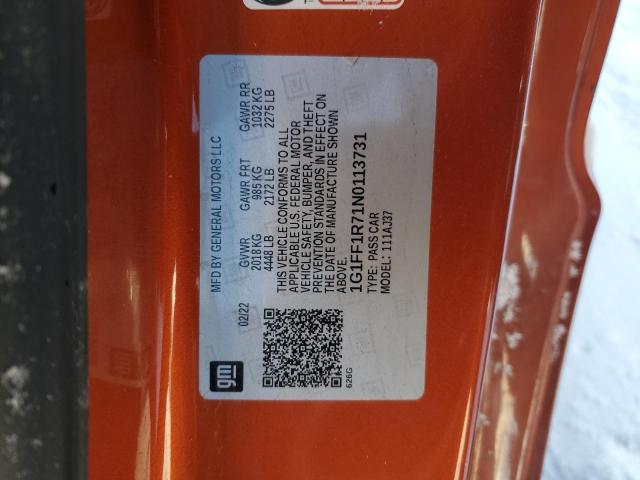 MFD BY GENERAL MOTORS LLC
02/22 GVWR GAWR FRT GAWR RR
2018 KG 985 KG 1032 KG
4448 LB 2172 LB 2275 LB
THIS VEHICLE CONFORMS TO ALL
APPLICABLE U.S. FEDERAL MOTOR
VEHICLE SAFETY, BUMPER, AND THEFT
PREVENTION STANDARDS IN EFFECT ON
THE DATE OF MANUFACTURE SHOWN
ABOVE.
1G1FF1R71N0113731
TYPE: PASS CAR
MODEL: 111AJ37
gm
626G